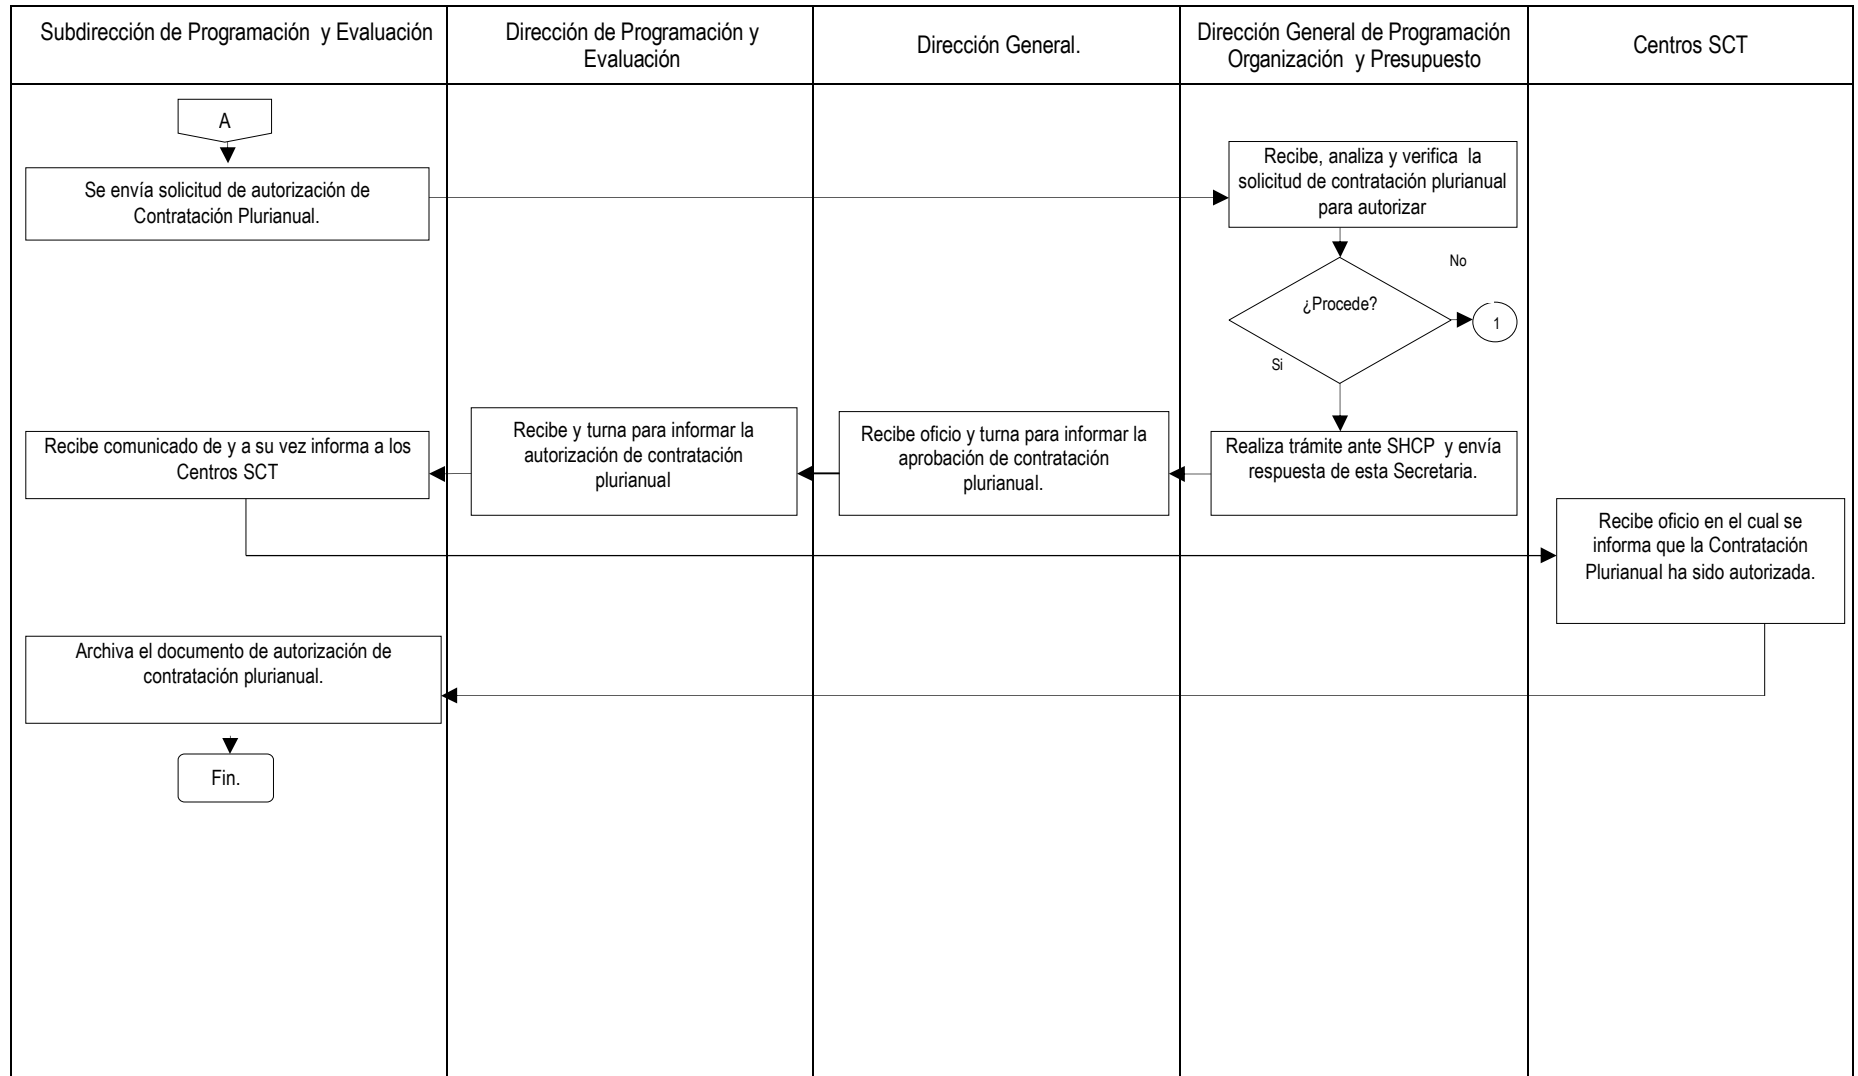 Subdirección de Programación y Evaluación
Dirección de Programación y
Evaluación
Dirección General.
Dirección General de Programación
Organización y Presupuesto
Centros SCT
A
Se envía solicitud de autorización de
Contratación Plurianual.
Recibe, analiza y verifica la
solicitud de contratación plurianual
para autorizar
No
¿Procede?
1
Si
Recibe comunicado de y a su vez informa a los
Centros SCT
Recibe y turna para informar la
autorización de contratación
plurianual
Recibe oficio y turna para informar la
aprobación de contratación
plurianual.
Realiza trámite ante SHCP y envía
respuesta de esta Secretaria.
Recibe oficio en el cual se
informa que la Contratación
Plurianual ha sido autorizada.
Archiva el documento de autorización de
contratación plurianual.
Fin.